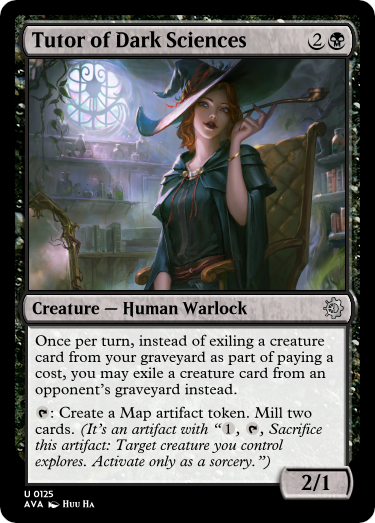 Tutor of Dark Sciences 2
Creature — Human Warlock
Once per turn, instead of exiling a creature
card from your graveyard as part of paying a
cost, you may exile a creature card from an
opponent's graveyard instead.
: Create a Map artifact token. Mill two
cards. (It's an artifact with “1, , Sacrifice
this artifact: Target creature you control
explores. Activate only as a sorcery.”)
2/1
U 0125
AVA Huu Ha